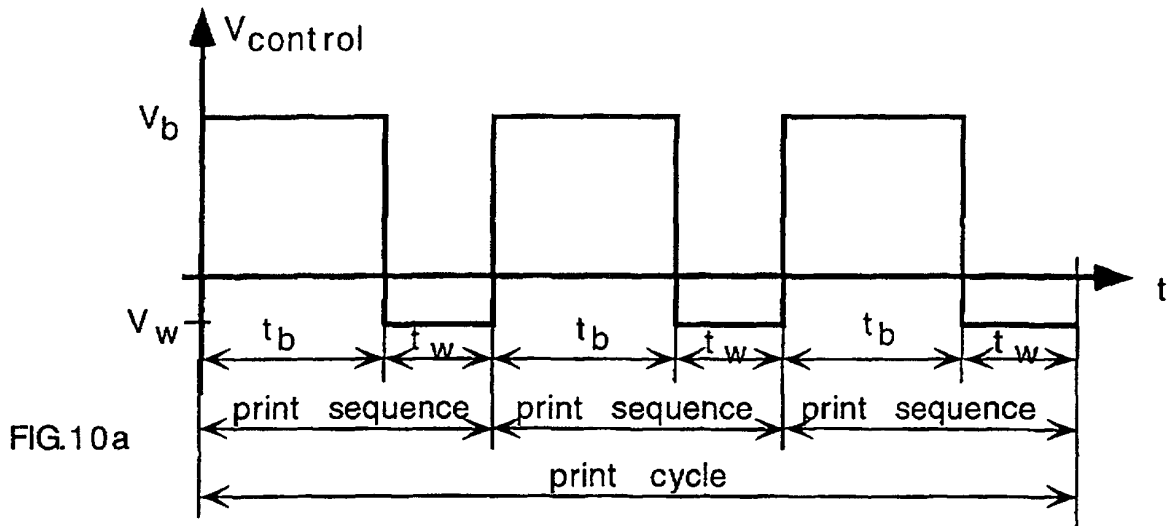 Vcontrol
Vb
t
Vw
tb tw tb tw tb tw
print sequence print sequence print sequence
FIG.10a
print cycle